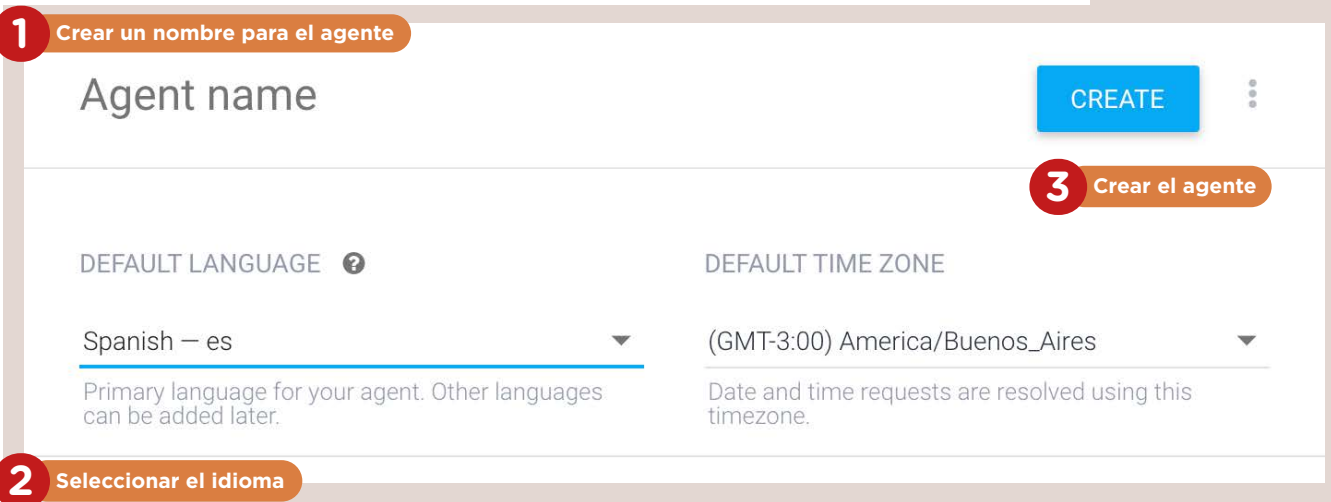 1 Crear un nombre para el agente
Agent name
CREATE
3 Crear el agente
DEFAULT LANGUAGE ?
DEFAULT TIME ZONE
Spanish — es
(GMT-3:00) America/Buenos_Aires
Primary language for your agent. Other languages
can be added later.
Date and time requests are resolved using this
timezone.
2 Seleccionar el idioma